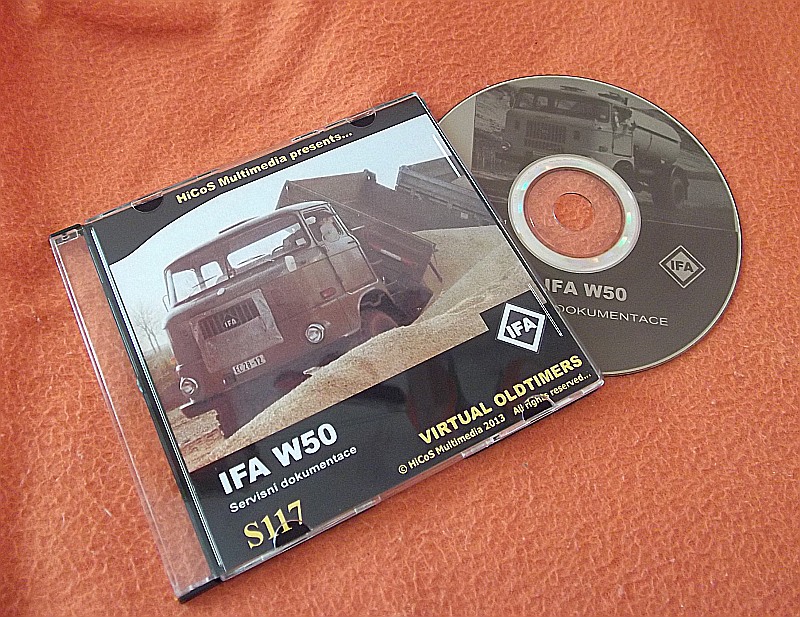 HiCoS Multimedia presents...
IFA
IFA
IFA W50
Servisní dokumentace
S117
VIRTUAL OLDTIMERS
© HiCoS Multimedia 2013 All rights reserved...
IFA
IFA W50
DOKUMENTACE